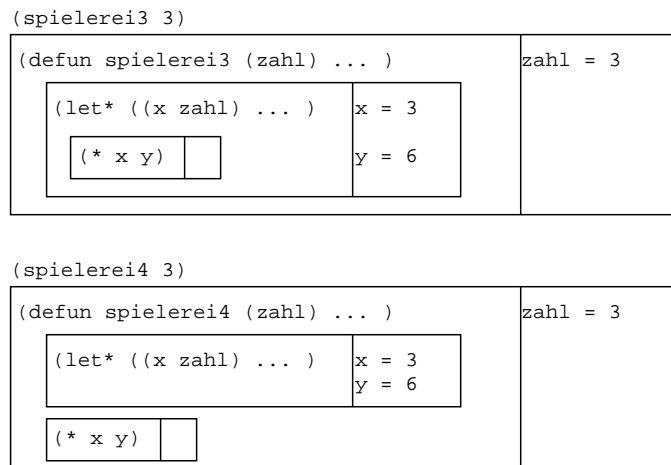 (spielerei3 3)
(defun spielerei3 (zahl) ... ) zahl = 3
(let* ((x zahl) ... ) x = 3
(* x y) y = 6
(spielerei4 3)
(defun spielerei4 (zahl) ... ) zahl = 3
(let* ((x zahl) ... ) x = 3
y = 6
(* x y)